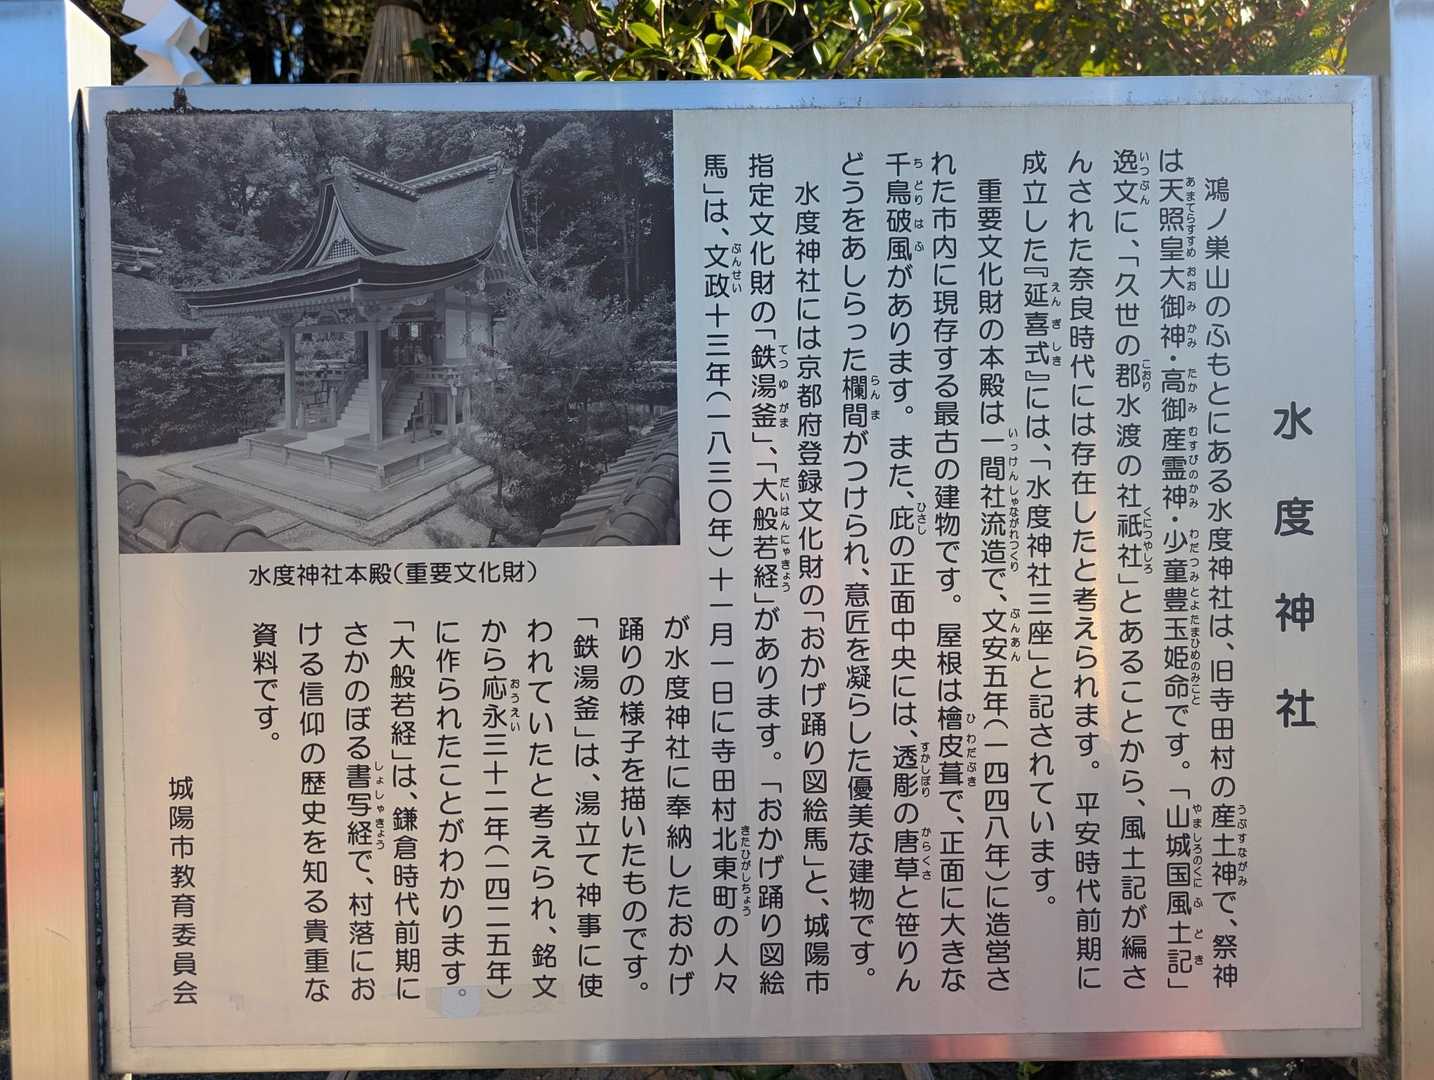 水度神社
鴻ノ巣山のふもとにある水度神社は、旧寺田村の産土神で、祭神
は天照皇大御神・高御産霊神・少童豊玉姫命です。「山城国風土記」
逸文に、「久世の郡水渡の社祇社」とあることから、風土記が編さ
んされた奈良時代には存在したと考えられます。平安時代前期に
成立した『延喜式』には、「水度神社三座」と記されています。
重要文化財の本殿は一間社流造で、文安五年(一四四八年)に造営さ
れた市内に現存する最古の建物です。屋根は檜皮葺で、正面に大きな
千鳥破風があります。また、庇の正面中央には、透彫の唐草と笹りん
どうをあしらった欄間がつけられ、意匠を凝らした優美な建物です。
水度神社には京都府登録文化財の「おかげ踊り図絵馬」と、城陽市
指定文化財の「鉄湯釜」、「大般若経」があります。「おかげ踊り図絵
馬」は、文政十三年(一八三〇年)十一月一日に寺田村北東町の人々
が水度神社に奉納したおかげ
踊りの様子を描いたものです。
「鉄湯釜」は、湯立て神事に使
われていたと考えられ、銘文
から応永三十二年(一四二五年)
に作られたことがわかります。
「大般若経」は、鎌倉時代前期に
さかのぼる書写経で、村落にお
ける信仰の歴史を知る貴重な
資料です。
城陽市教育委員会
水度神社本殿(重要文化財)